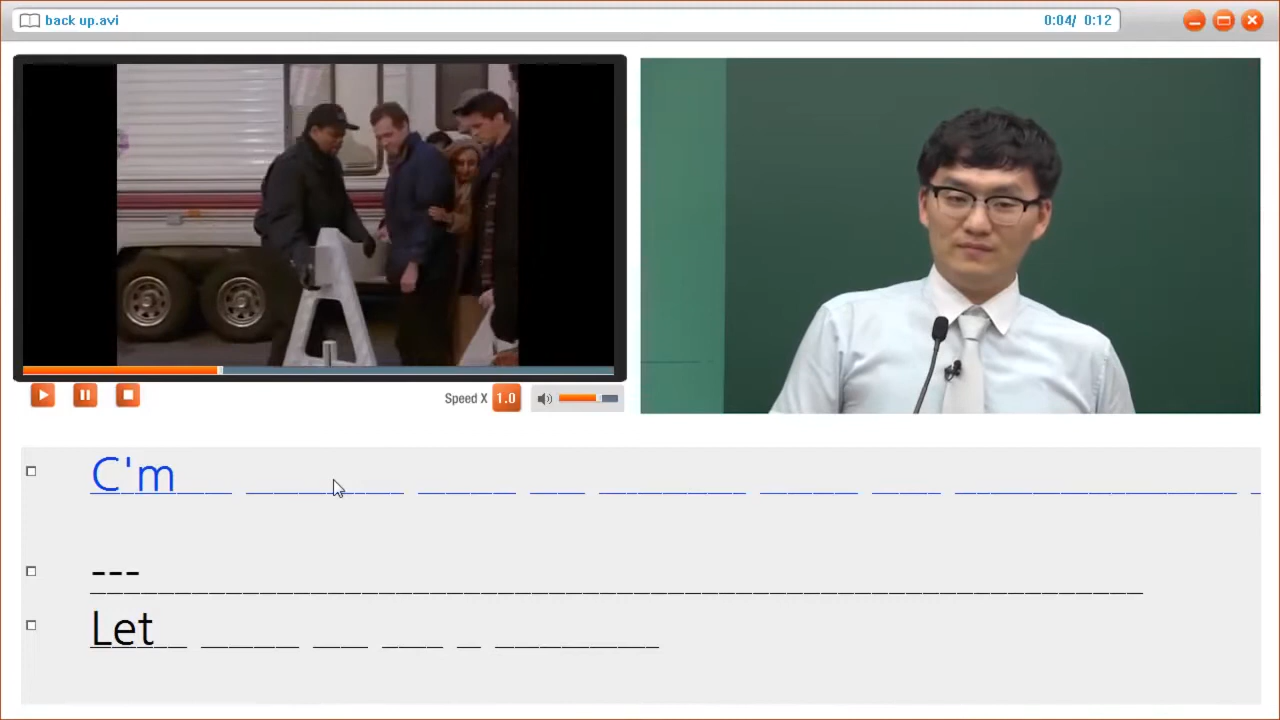 back up.avi
0:04/ 0:12
Speed X 1.0
C'm
---
Let